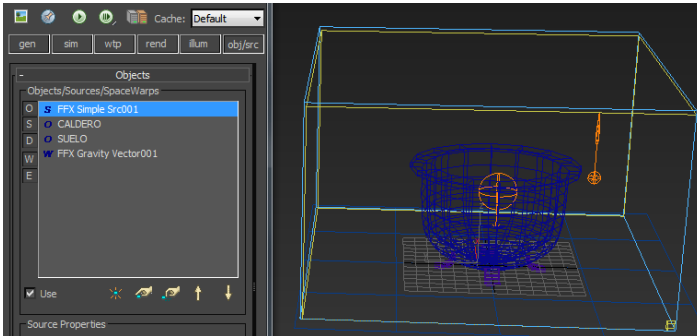 Cache: Default
gen sim wtp rend illum obj/src
- Objects
Objects/Sources/SpaceWarps
O S FFX Simple Src001
S O CALDERO
D O SUELO
W W FFX Gravity Vector001
E
Use
Source Properties